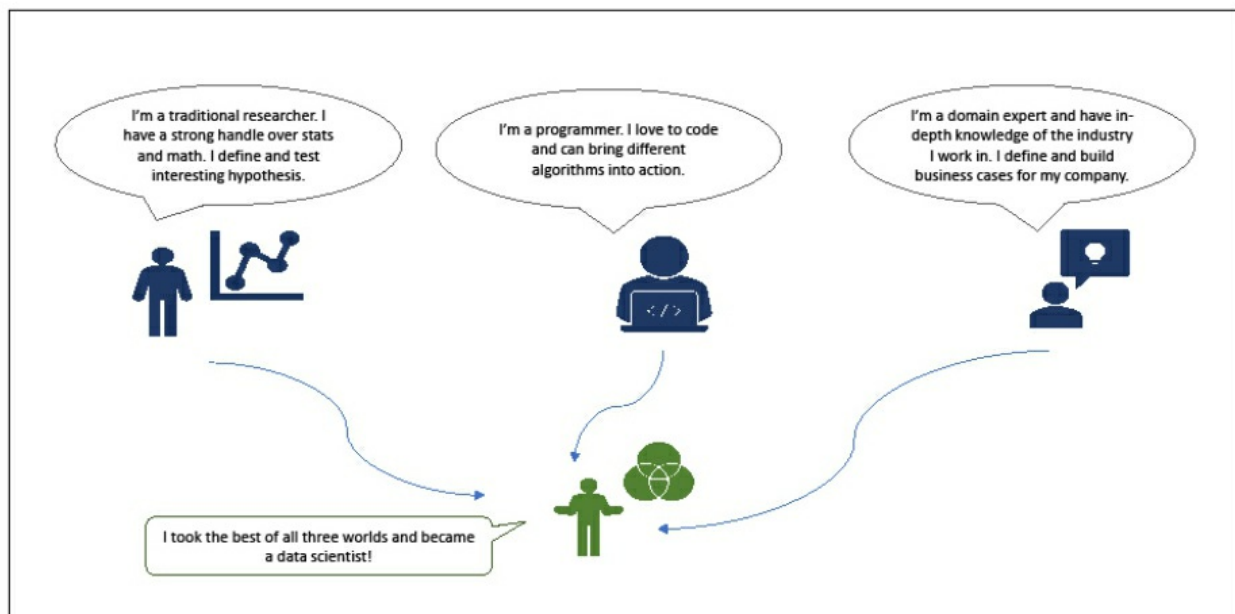 I'm a traditional researcher. I
have a strong handle over stats
and math. I define and test
interesting hypothesis.
I'm a programmer. I love to code
and can bring different
algorithms into action.
I'm a domain expert and have in-
depth knowledge of the industry
I work in. I define and build
business cases for my company.
</>
I took the best of all three worlds and became
a data scientist!